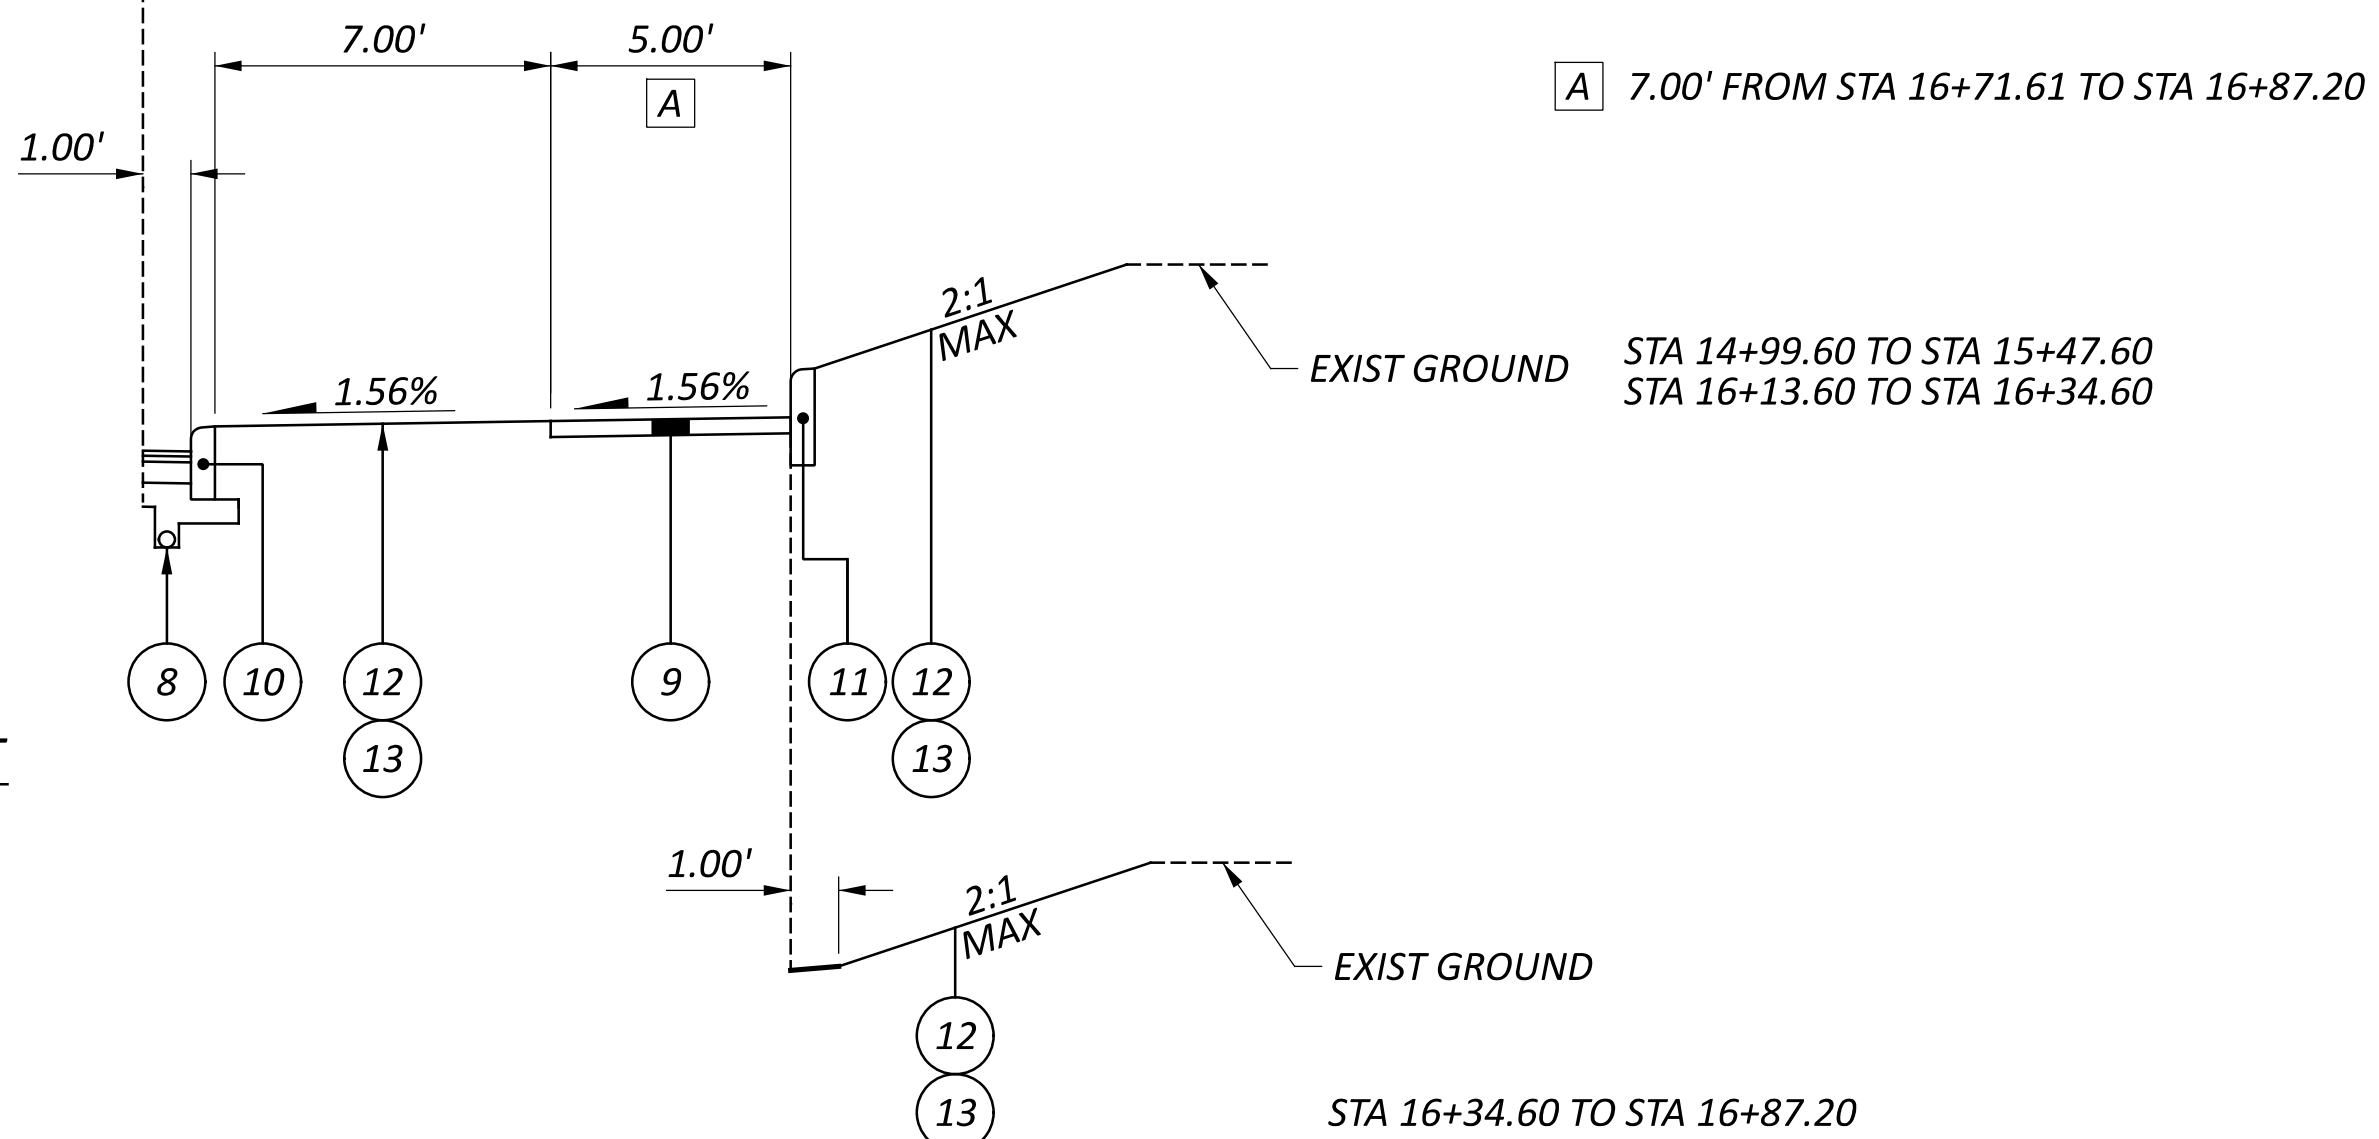 7.00' 5.00'
A
A 7.00' FROM STA 16+71.61 TO STA 16+87.20
1.00'
2:1
MAX
EXIST GROUND
STA 14+99.60 TO STA 15+47.60
STA 16+13.60 TO STA 16+34.60
1.56% 1.56%
8 10 12 9 11 12
13 13
1.00'
2:1
MAX
EXIST GROUND
12
13
STA 16+34.60 TO STA 16+87.20